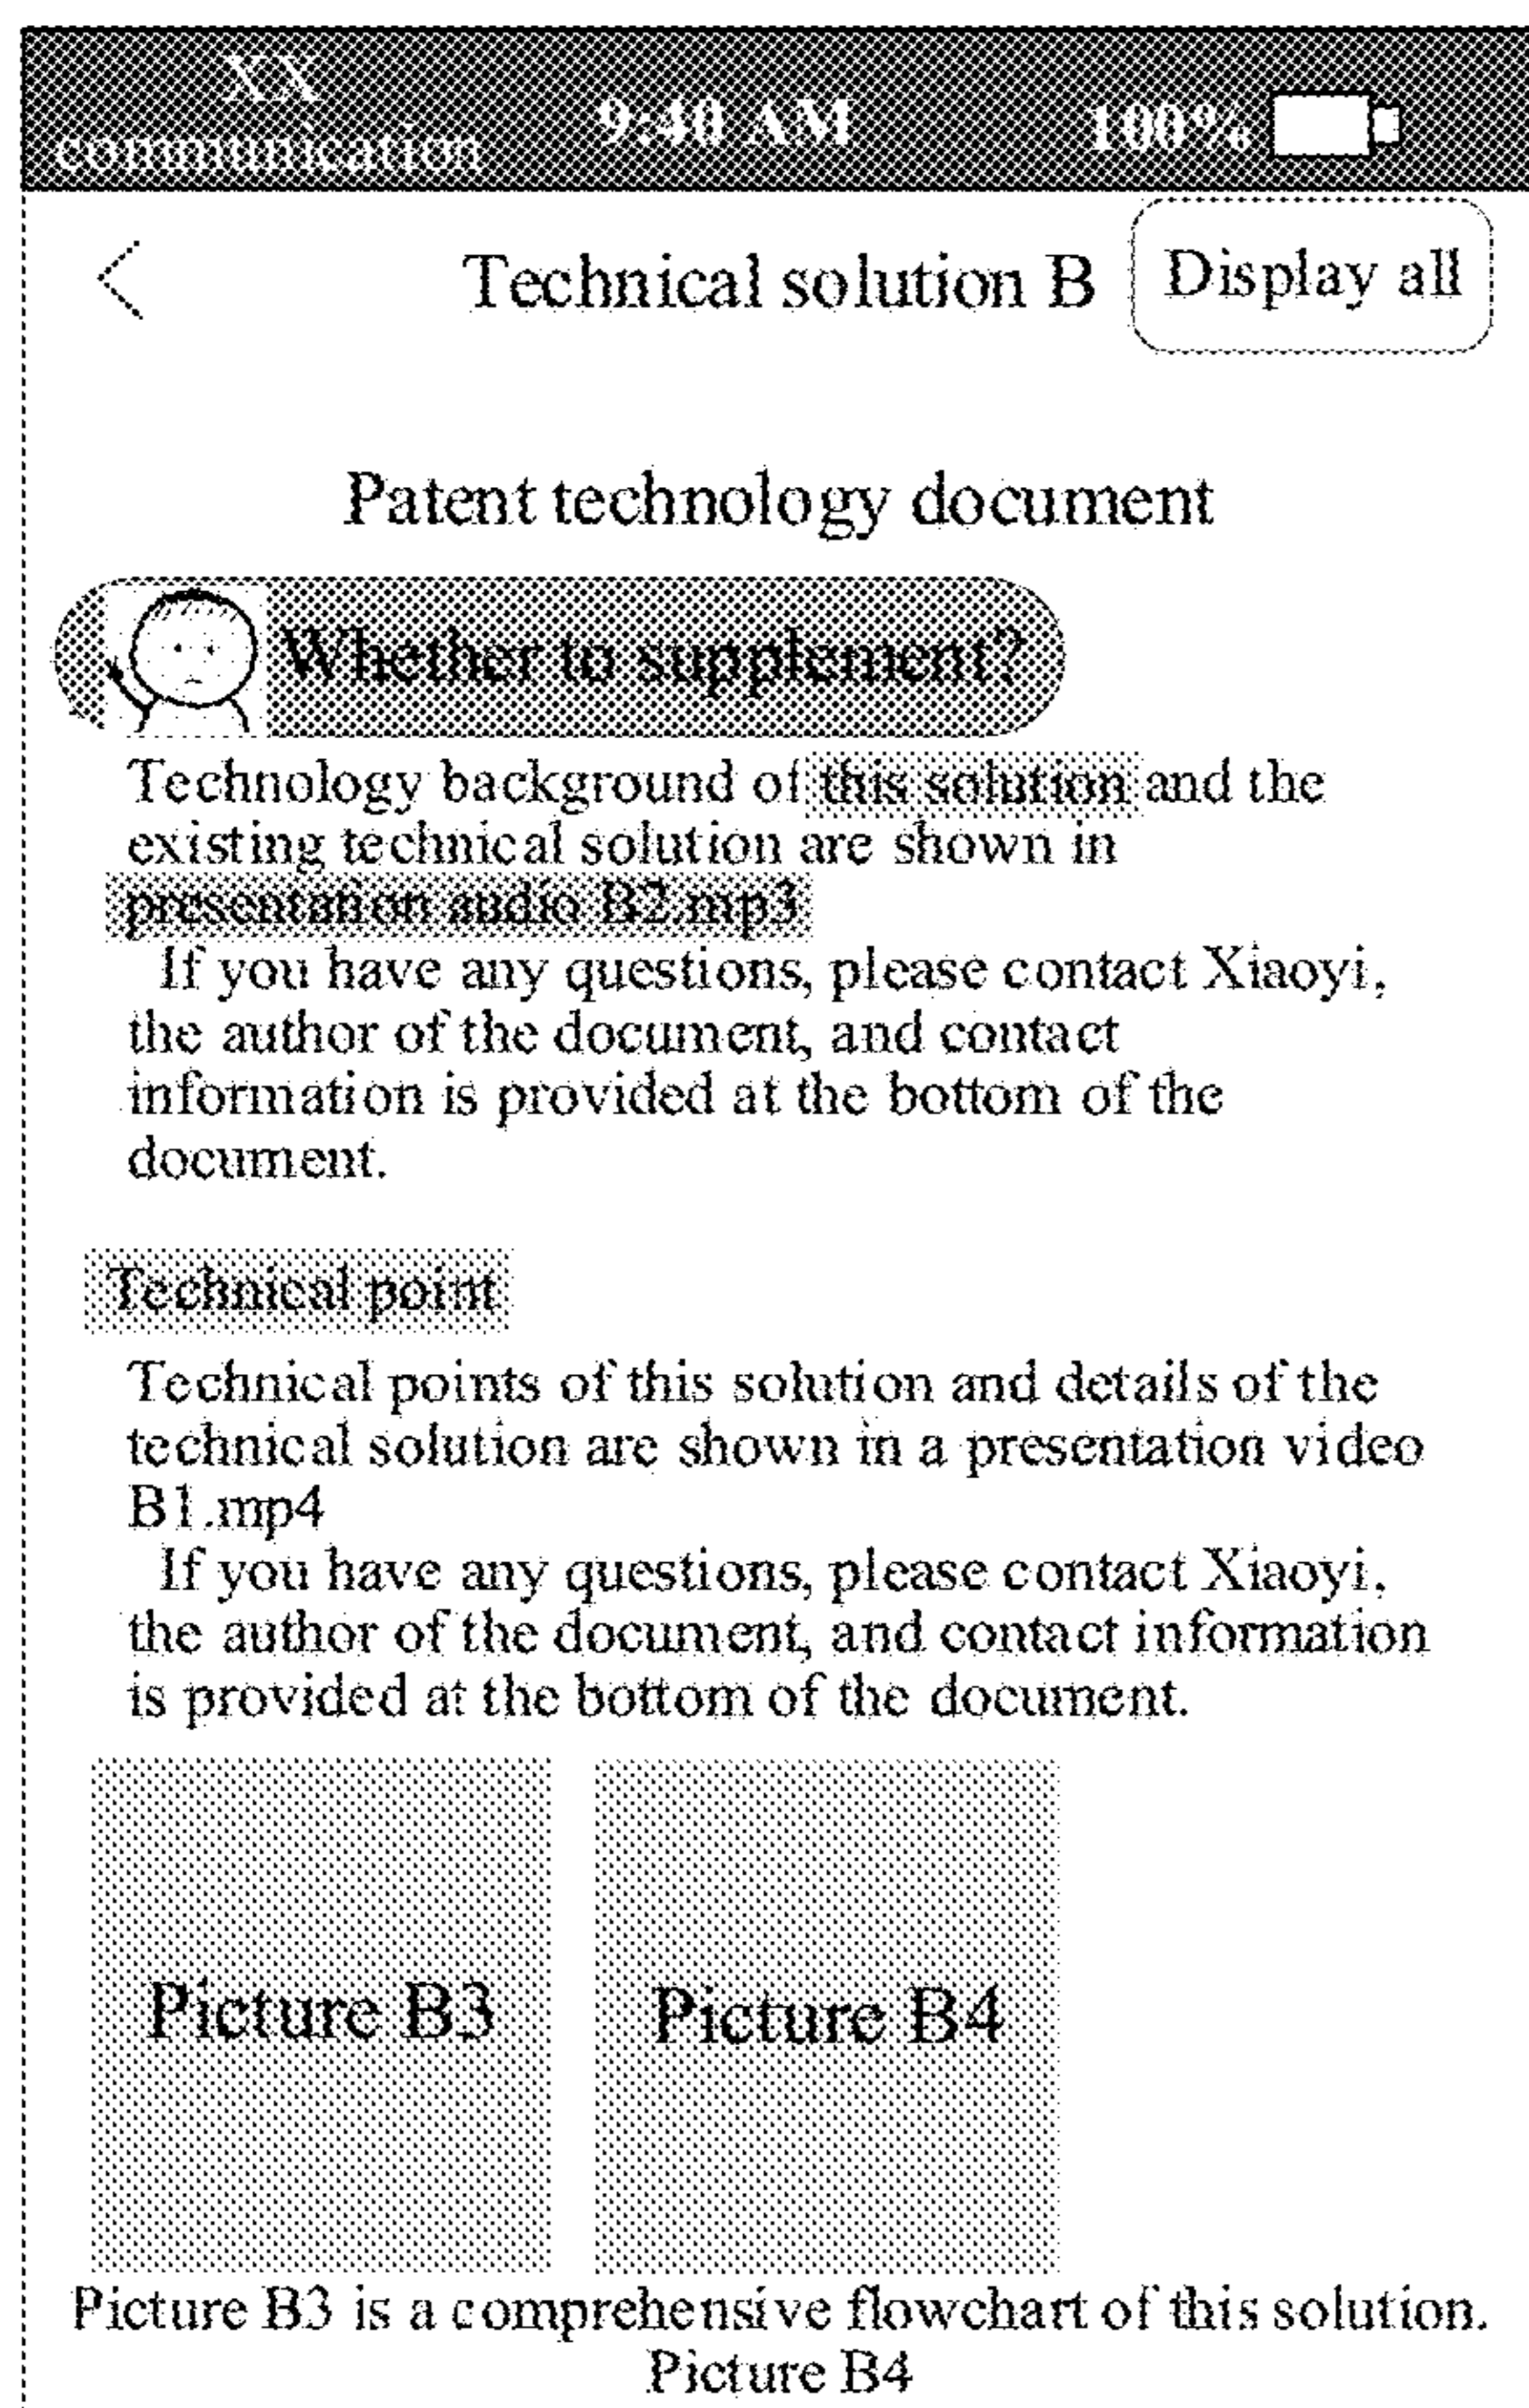 XX
communication
9:40 AM
100%
Technical solution B
Display all
Patent technology document
Whether to supplement?
Technology background of this solution and the
existing technical solution are shown in
presentation audio B2.mp3
If you have any questions, please contact Xiaoyi,
the author of the document, and contact
information is provided at the bottom of the
document.
Technical point
Technical points of this solution and details of the
technical solution are shown in a presentation video
B1.mp4
If you have any questions, please contact Xiaoyi,
the author of the document, and contact information
is provided at the bottom of the document.
Picture B3
Picture B4
Picture B3 is a comprehensive flowchart of this solution.
Picture B4